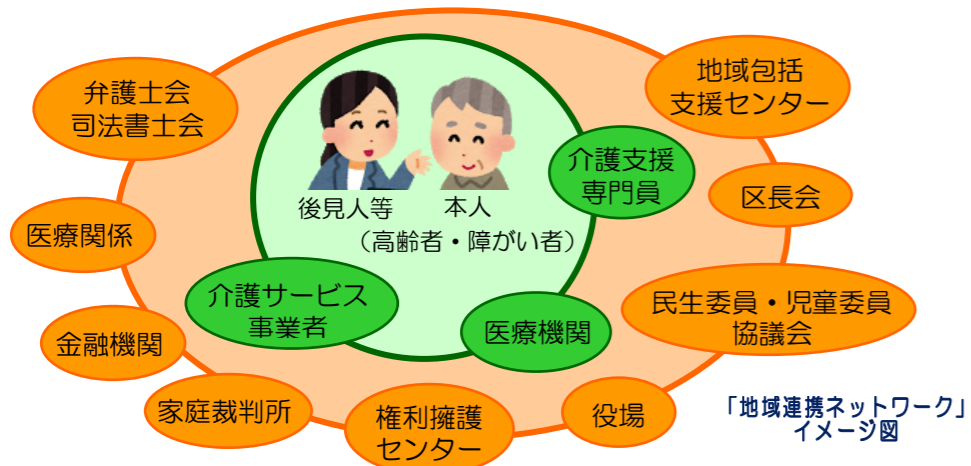 弁護士会
司法書士会
地域包括
支援センター
介護支援
専門員
区長会
後見人等
本人
（高齢者・障がい者）
医療関係
介護サービス
事業者
医療機関
民生委員・児童委員
協議会
金融機関
家庭裁判所
権利擁護
センター
役場
「地域連携ネットワーク」
イメージ図